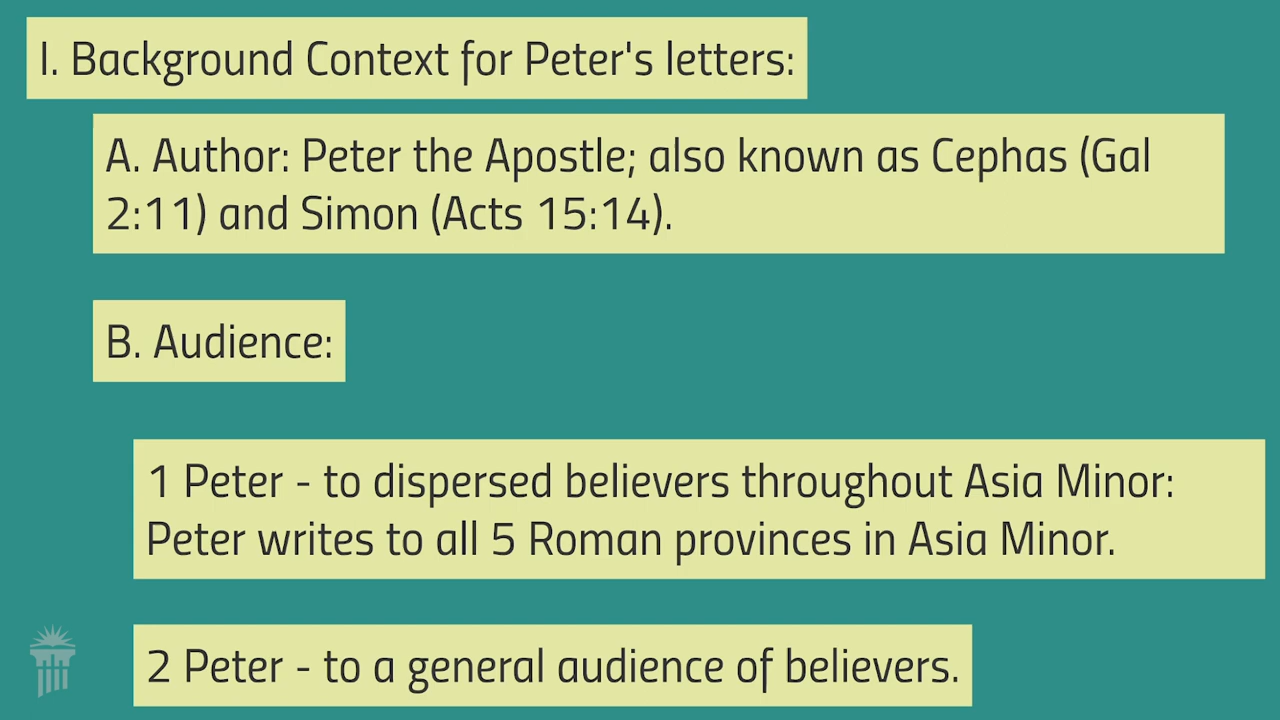 I. Background Context for Peter's letters:
A. Author: Peter the Apostle; also known as Cephas (Gal
2:11) and Simon (Acts 15:14).
B. Audience:
1 Peter - to dispersed believers throughout Asia Minor:
Peter writes to all 5 Roman provinces in Asia Minor.
2 Peter - to a general audience of believers.